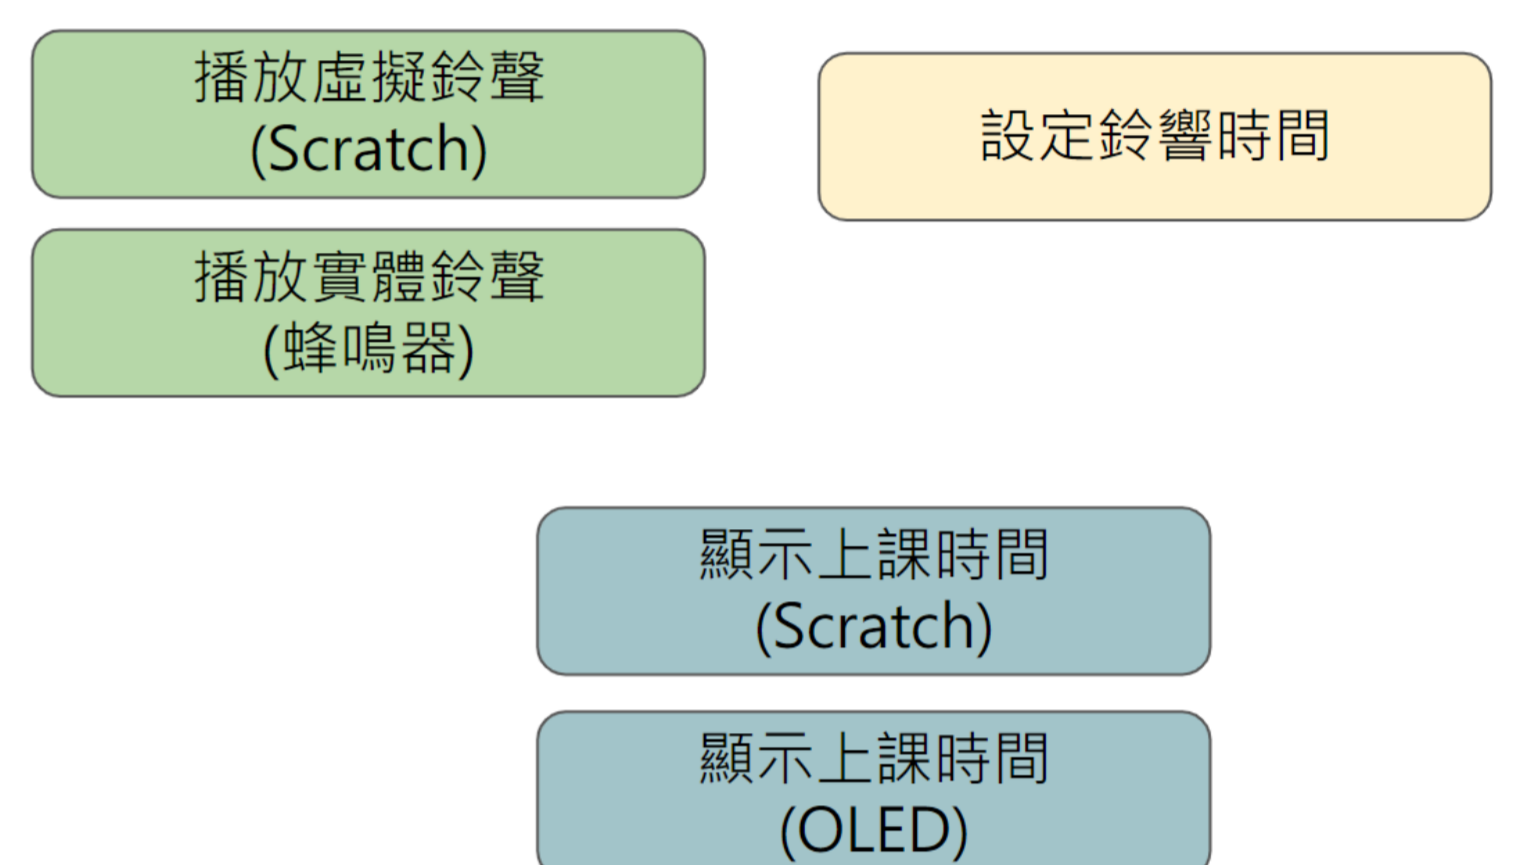 播放虛擬鈴聲
(Scratch)
設定鈴響時間
播放實體鈴聲
(蜂鳴器)
顯示上課時間
(Scratch)
顯示上課時間
(OLED)